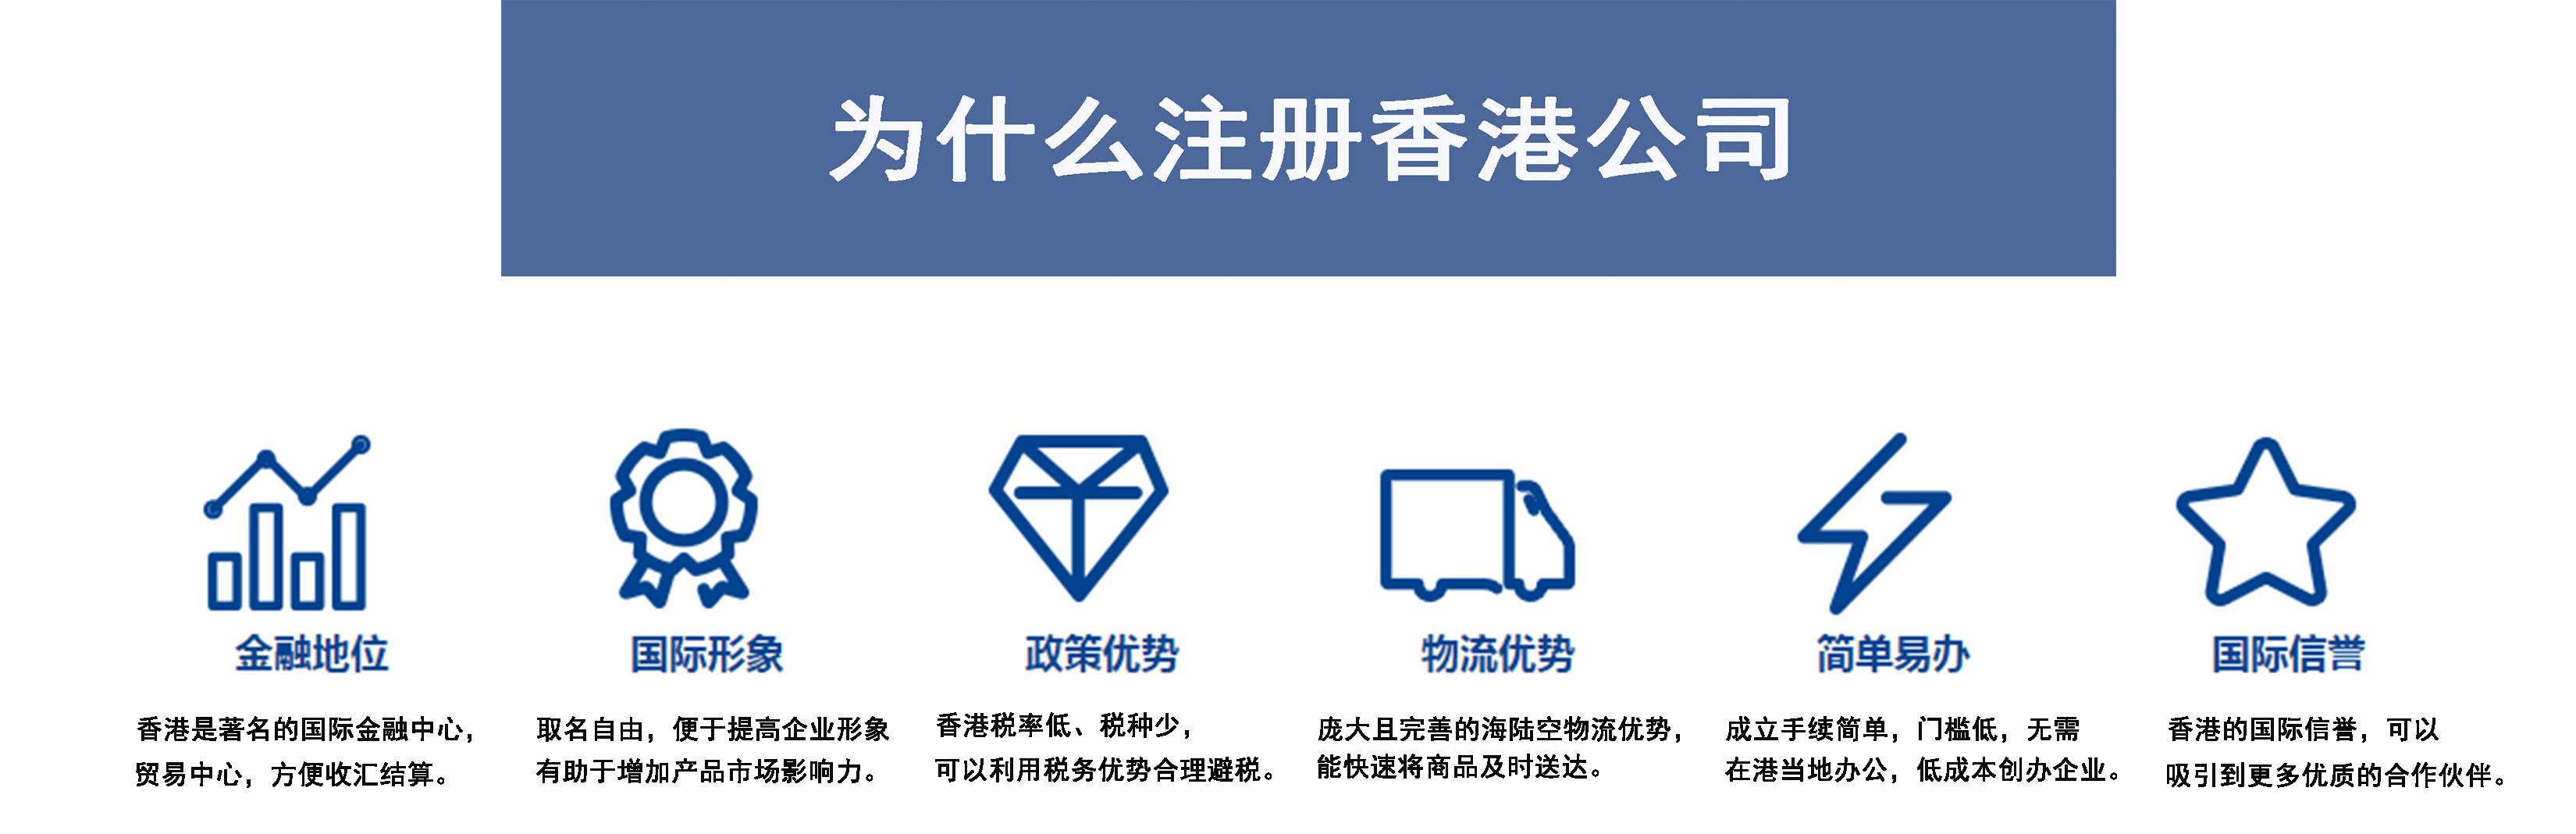 为什么注册香港公司
金融地位
香港是著名的国际金融中心，
贸易中心，方便收汇结算。
国际形象
取名自由，便于提高企业形象
有助于增加产品市场影响力。
政策优势
香港税率低、税种少，
可以利用税务优势合理避税。
物流优势
庞大且完善的海陆空物流优势，
能快速将商品及时送达。
简单易办
成立手续简单，门槛低，无需
在港当地办公，低成本创办企业。
国际信誉
香港的国际信誉，可以
吸引到更多优质的合作伙伴。